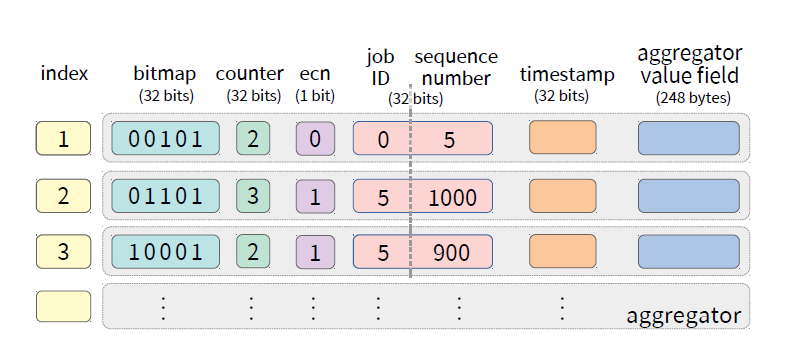 index bitmap counter ecn job ID sequence number timestamp aggregator value field
(32 bits) (32 bits) (1 bit) (32 bits) (32 bits) (248 bytes)
1 00101 2 0 0 5
2 01101 3 1 5 1000
3 10001 2 1 5 900
⋮ ⋮ ⋮ ⋮ ⋮ ⋮
aggregator